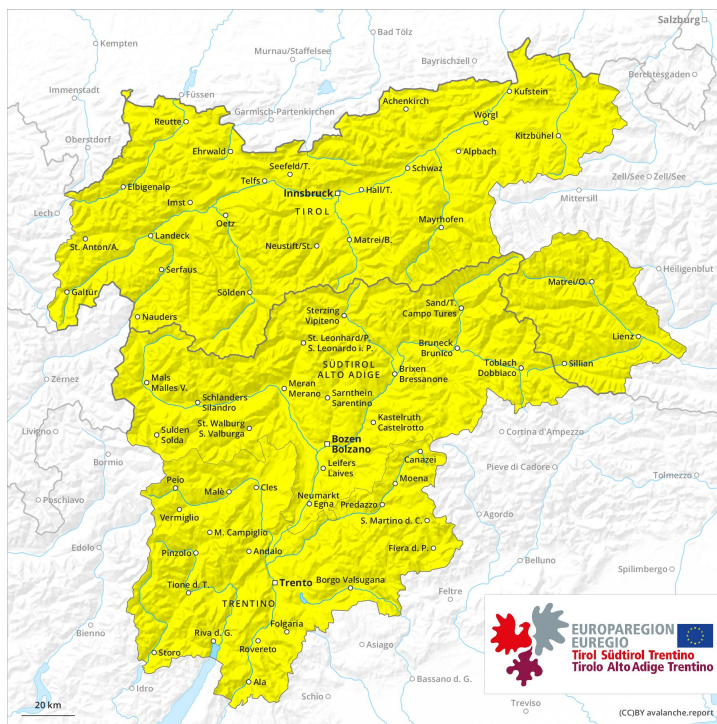 Salzburg
Kempten
Bad Tölz
Murnau/Staffelsee
Bayrischzell
Berchtesgaden
Immenstadt
Füssen
Garmisch-Partenkirchen
Achenkirch
Kufstein
Reutte
Wörgl
Oberstdorf
Ehrwald
Kitzbühel
Alpbach
Seefeld/T.
Schwaz
Zell/See
Zell/See
Telfs
Elbigenalp
Innsbruck
Hall/T.
Mittersill
Imst
TIROL
Lech
Oetz
Mayrhofen
St. Anton/A.
Landeck
Neustift/St.
Matrei/B.
Serfaus
Heiligenblut
Galtür
Sölden
Matrei/O.
Nauders
Sterzing
Vipiteno
Sand/T.
Campo Tures
Lienz
St. Leonhard/P.
S. Leonardo i. P.
Bruneck
Brunico
Toblach
Dobbiaco
Sillian
SÜDTIROL
ALTO ADIGE
Brixen
Bressanone
Zernez
Mals
Malles V.
Meran
Merano
Schlanders
Silandro
Sarnthein
Sarentino
St. Walburg
S. Valburga
Kastelruth
Castelrotto
Livigno
Sulden
Solda
Cortina d'Ampezzo
Bozen
Bolzano
Bormio
Canazei
Pieve di Cadore
Leifers
Laives
Tolmezzo
Poschiavo
Peio
Malè
Cles
Moena
Neumarkt
Egna
Predazzo
Vermiglio
Agordo
S. Martino d. C.
M. Campiglio
Edolo
Pinzolo
Andalo
Fiera d. P.
Belluno
Spilimbergo
Tione d. T.
Trento
Borgo Valsugana
Feltre
TRENTINO
Folgaria
Bienno
Riva d. G.
Rovereto
Asiago
Storo
Bassano d. G.
Ala
Idro
Schio
Treviso
EUROPAREGION
EUREGIO
Tirol Südtirol Trentino
Tirolo Alto Adige Trentino
20 km
(CC)BY avalanche.report